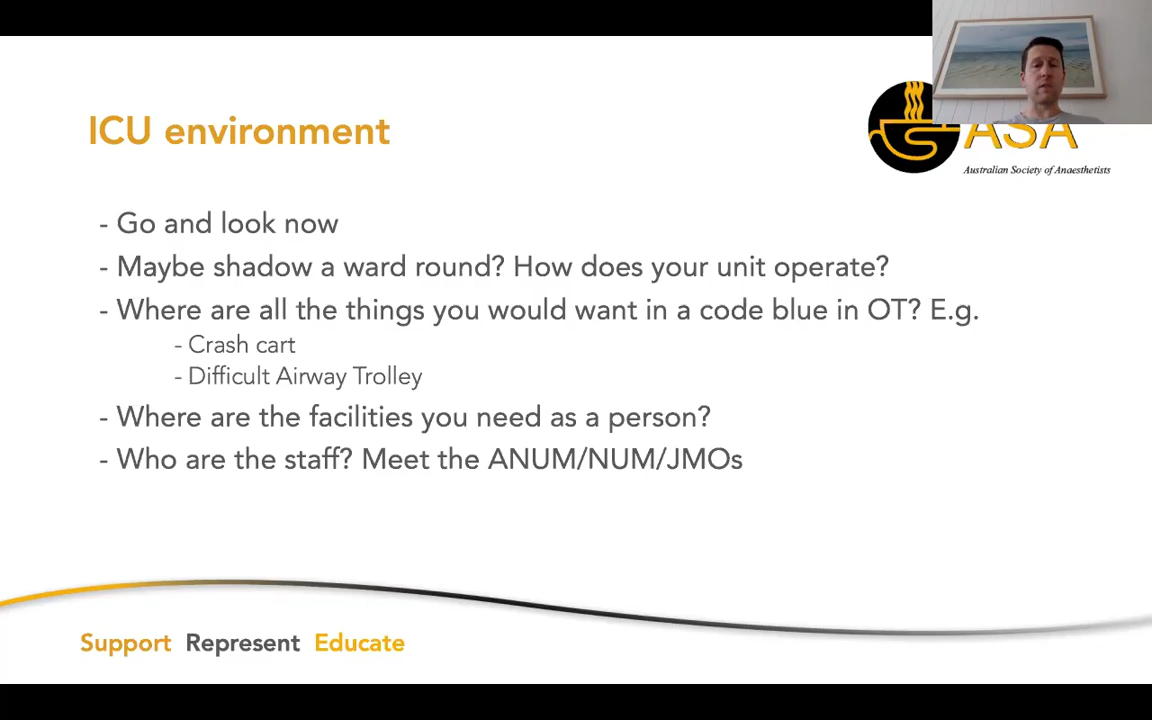 ICU environment
ASA
Australian Society of Anaesthetists
- Go and look now
- Maybe shadow a ward round? How does your unit operate?
- Where are all the things you would want in a code blue in OT? E.g.
- Crash cart
- Difficult Airway Trolley
- Where are the facilities you need as a person?
- Who are the staff? Meet the ANUM/NUM/JMOs
Support Represent Educate